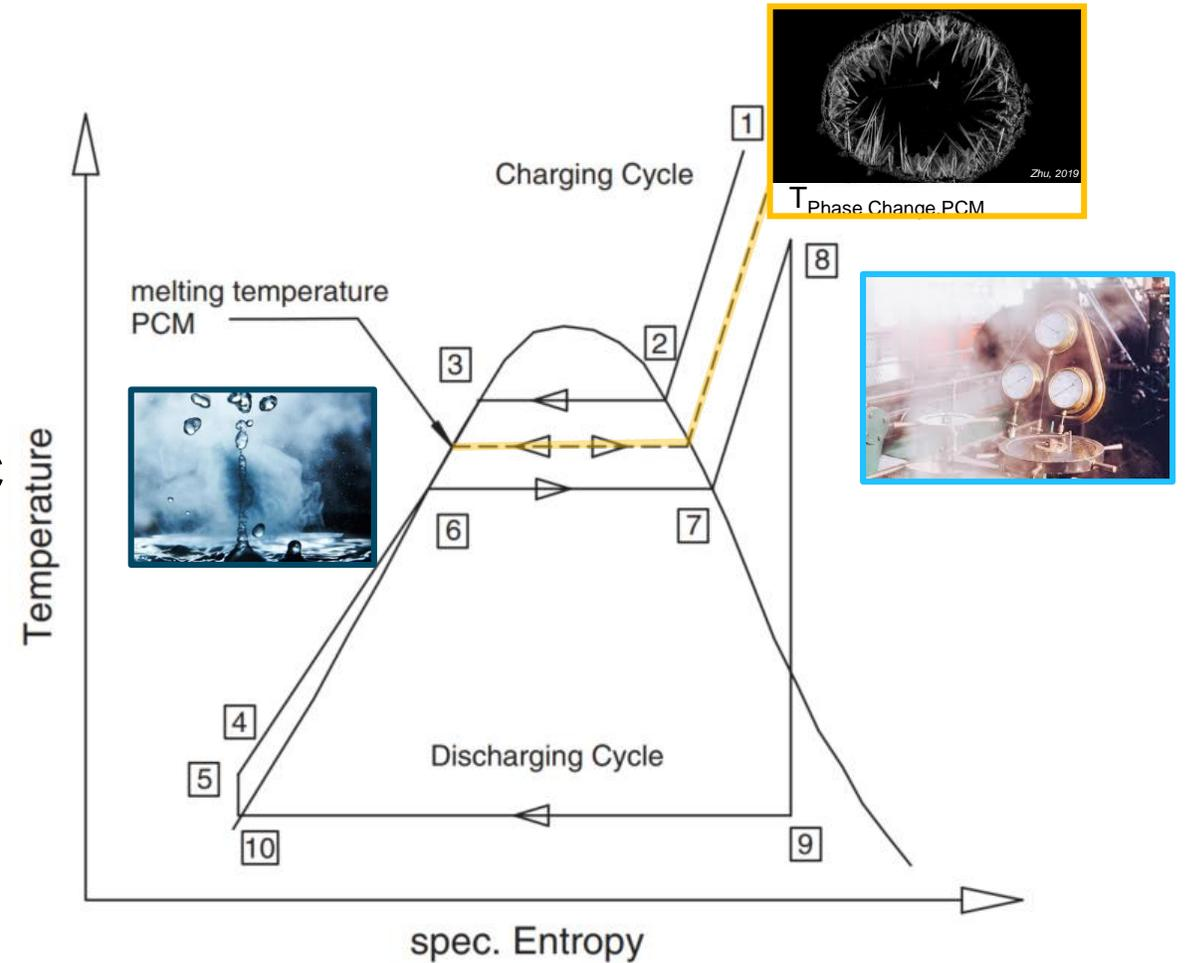 Zhu, 2019
T Phase Change,PCM
1
Charging Cycle
8
melting temperature
PCM
2
3
6
7
Temperature
4
Discharging Cycle
5
10
9
spec. Entropy